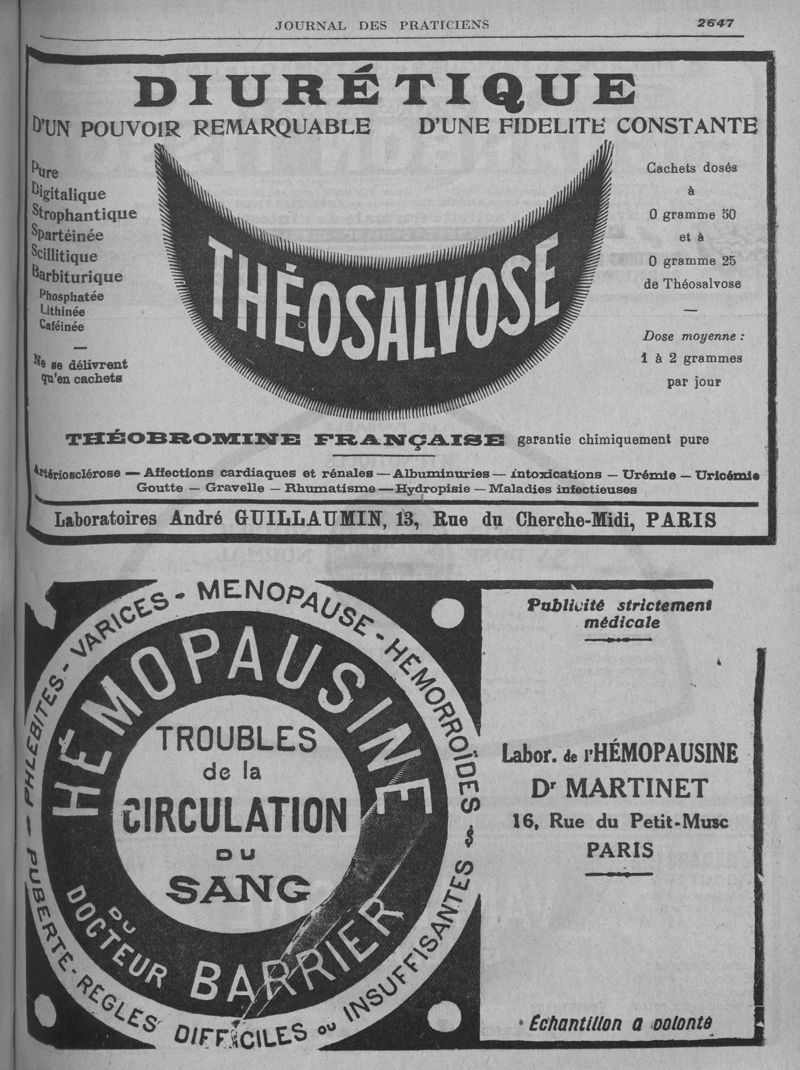 JOURNAL DES PRATICIENS
2647
DIURÉTIQUE
D'UN POUVOIR REMARQUABLE D'UNE FIDELITÉ CONSTANTE
Pure
Digitalique
Strophantique
Spartéinée
Scillitique
Barbiturique
Phosphatée
Lithinée
Caféinée
Ne se délivrent
qu'en cachets
THÉOSALVOSE
Cachets dosés
à
0 gramme 50
et à
0 gramme 25
de Théosalvose
Dose moyenne :
1 à 2 grammes
par jour
THÉOBROMINE FRANÇAISE garantie chimiquement pure
Artériosclérose — Affections cardiaques et rénales — Albuminuries — Intoxications — Urémie — Uricémie
Goutte — Gravelle — Rhumatisme — Hydropisie — Maladies infectieuses
Laboratoires André GUILLAUMIN, 13, Rue du Cherche-Midi, PARIS
PHLÉBITES - VARICES - MENOPAUSE - HÉMORROÏDES
PUBERTÉ - RÈGLES DIFFICILES OU INSUFFISANTES
HÉMOPAUSINE
TROUBLES
de la
CIRCULATION
DU
SANG
DU
DOCTEUR BARRIER
Publicité strictement
médicale
Labor. de l'HÉMOPAUSINE
Dr MARTINET
16, Rue du Petit-Musc
PARIS
Échantillon a volonté